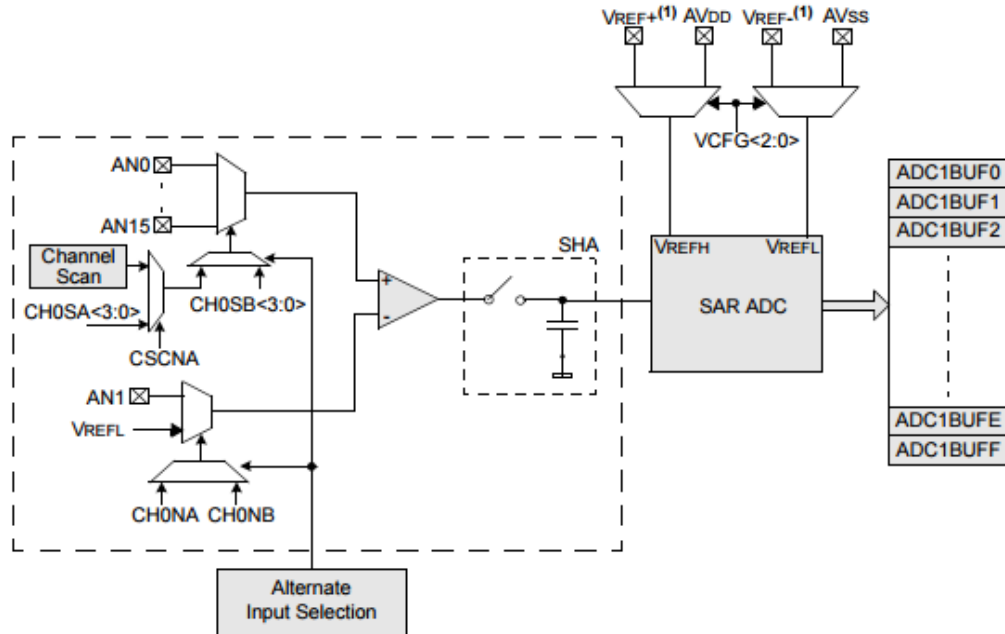 VREF+(1) AVDD VREF-(1) AVSS
VCFG<2:0>
AN0
AN15
Channel
Scan
CH0SA<3:0>
CH0SB<3:0>
CSCNA
AN1
VREFL
CH0NA CH0NB
+
-
SHA
VREFH VREFL
SAR ADC
ADC1BUF0
ADC1BUF1
ADC1BUF2
ADC1BUFE
ADC1BUFF
Alternate
Input Selection